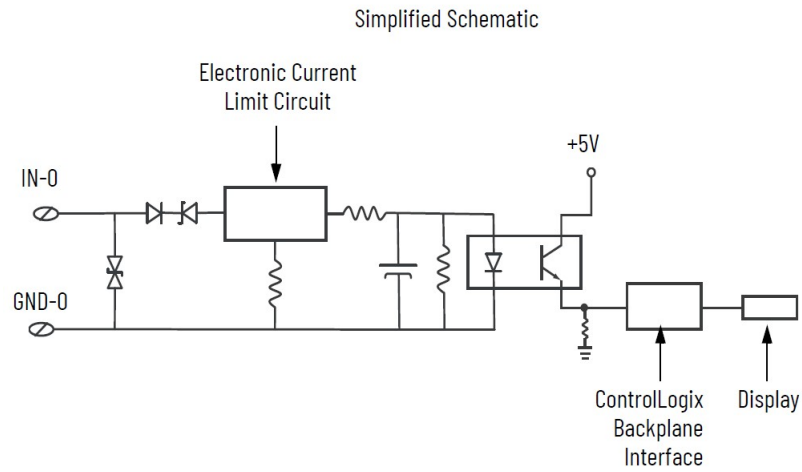 Simplified Schematic
Electronic Current
Limit Circuit
+5V
IN-0
GND-0
ControlLogix
Backplane
Interface
Display